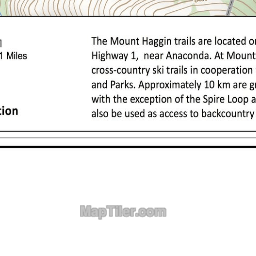 1 Miles
tion
The Mount Haggin trails are located o
Highway 1, near Anaconda. At Mount
cross-country ski trails in cooperation
and Parks. Approximately 10 km are g
with the exception of the Spire Loop a
also be used as access to backcountry
MapTiler.com